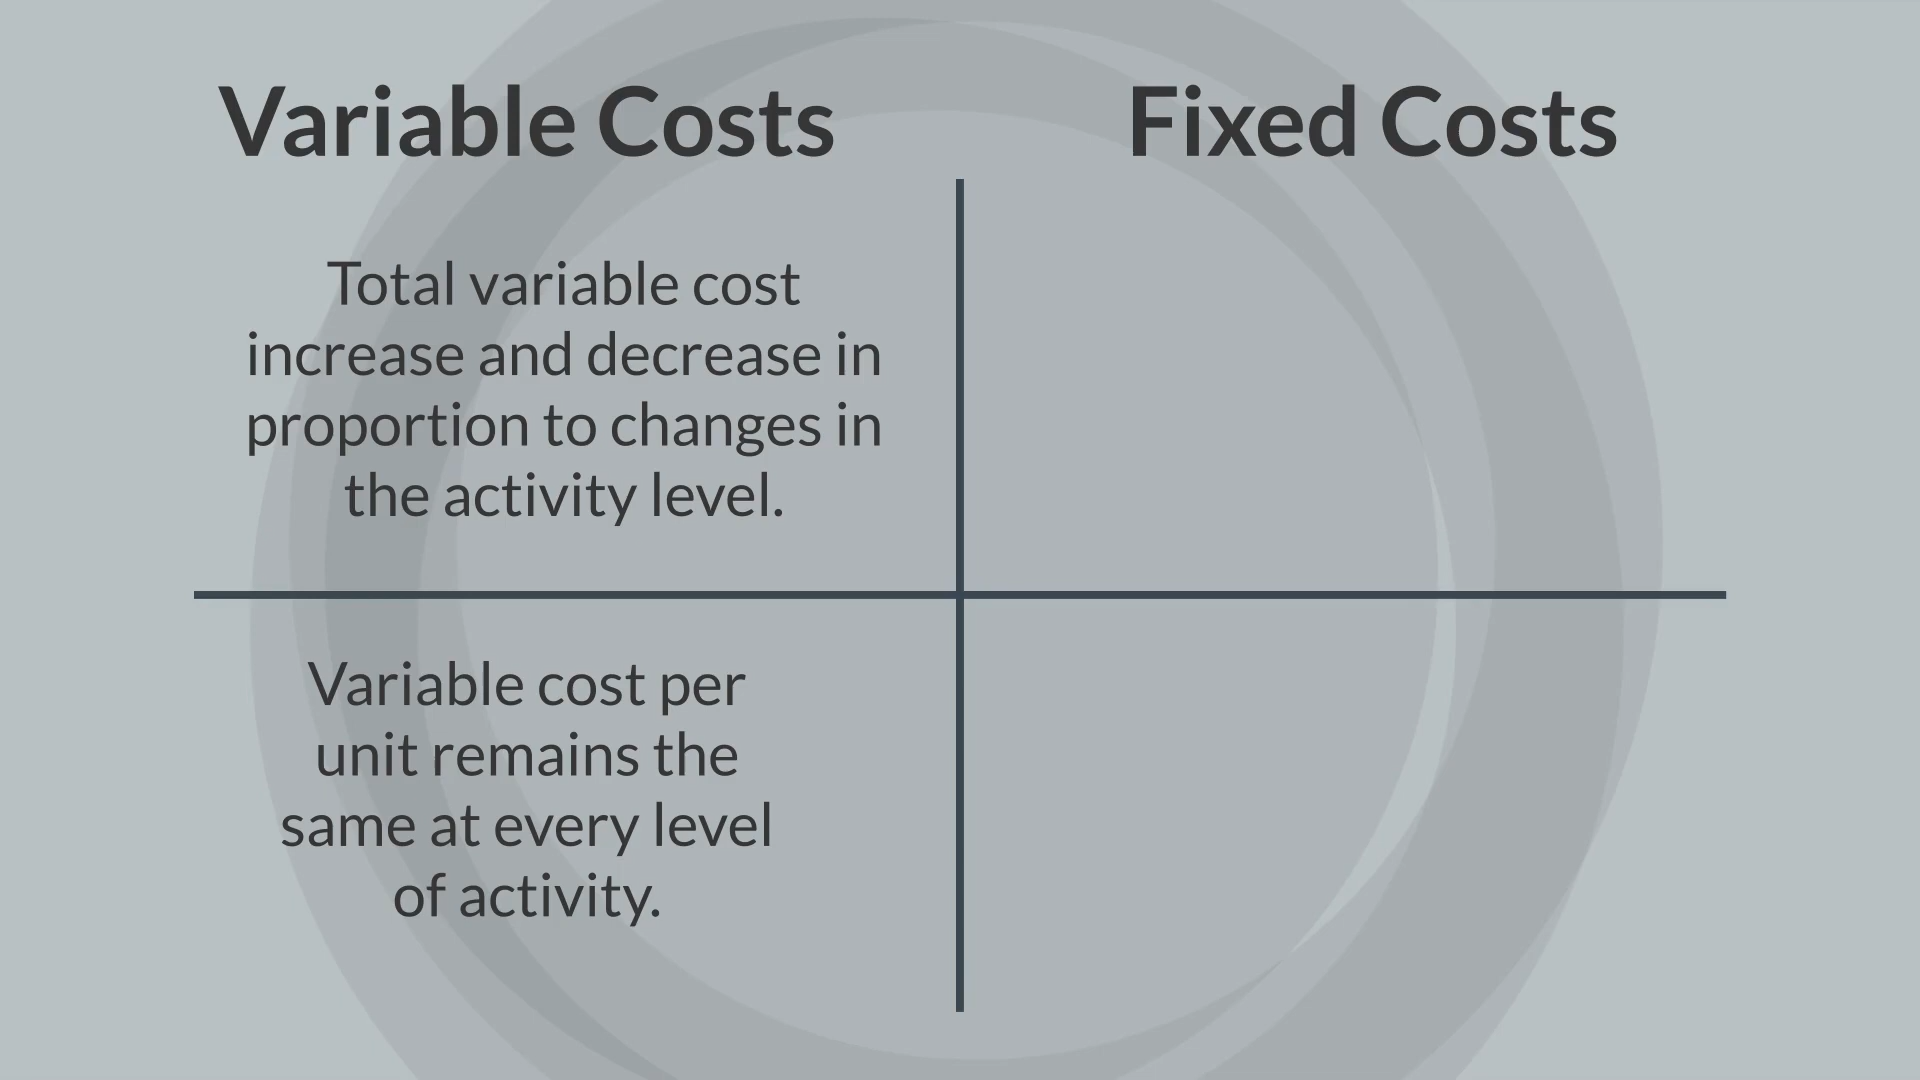 Variable Costs
Fixed Costs
Total variable cost
increase and decrease in
proportion to changes in
the activity level.
Variable cost per
unit remains the
same at every level
of activity.